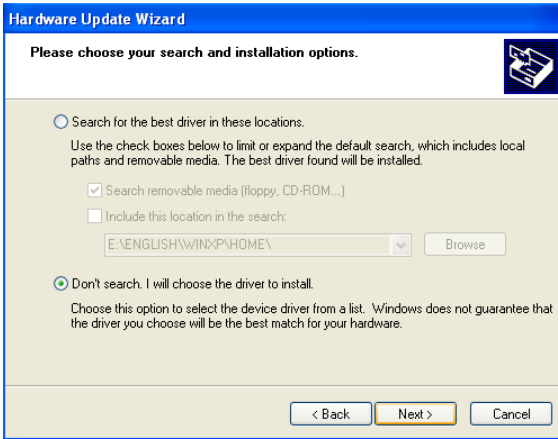 Hardware Update Wizard
Please choose your search and installation options.
Search for the best driver in these locations.
Use the check boxes below to limit or expand the default search, which includes local
paths and removable media. The best driver found will be installed.
Search removable media (floppy, CD-ROM...)
Include this location in the search:
E:\ENGLISH\WINXP\HOME\
Browse
Don't search. I will choose the driver to install.
Choose this option to select the device driver from a list. Windows does not guarantee that
the driver you choose will be the best match for your hardware.
< Back Next > Cancel